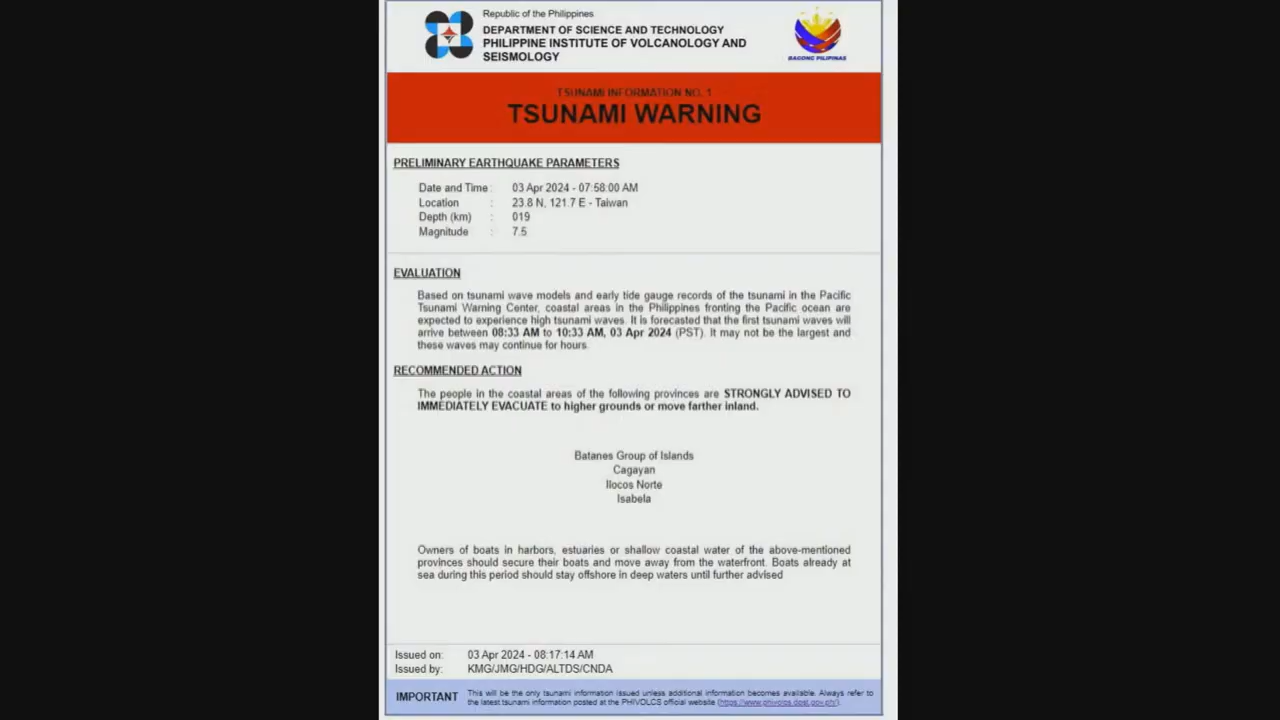 Republic of the Philippines
DEPARTMENT OF SCIENCE AND TECHNOLOGY
PHILIPPINE INSTITUTE OF VOLCANOLOGY AND
SEISMOLOGY
BAGONG PILIPINAS
TSUNAMI INFORMATION NO. 1
TSUNAMI WARNING
PRELIMINARY EARTHQUAKE PARAMETERS
Date and Time : 03 Apr 2024 - 07:58:00 AM
Location : 23.8 N, 121.7 E - Taiwan
Depth (km) : 019
Magnitude : 7.5
EVALUATION
Based on tsunami wave models and early tide gauge records of the tsunami in the Pacific
Tsunami Warning Center, coastal areas in the Philippines fronting the Pacific ocean are
expected to experience high tsunami waves. It is forecasted that the first tsunami waves will
arrive between 08:33 AM to 10:33 AM, 03 Apr 2024 (PST). It may not be the largest and
these waves may continue for hours.
RECOMMENDED ACTION
The people in the coastal areas of the following provinces are STRONGLY ADVISED TO
IMMEDIATELY EVACUATE to higher grounds or move farther inland.
Batanes Group of Islands
Cagayan
Ilocos Norte
Isabela
Owners of boats in harbors, estuaries or shallow coastal water of the above-mentioned
provinces should secure their boats and move away from the waterfront. Boats already at
sea during this period should stay offshore in deep waters until further advised
Issued on: 03 Apr 2024 - 08:17:14 AM
Issued by: KMG/JMG/HDG/ALTDS/CNDA
IMPORTANT
This will be the only tsunami information issued unless additional information becomes available. Always refer to
the latest tsunami information posted at the PHIVOLCS official website (https://www.phivolcs.dost.gov.ph/).